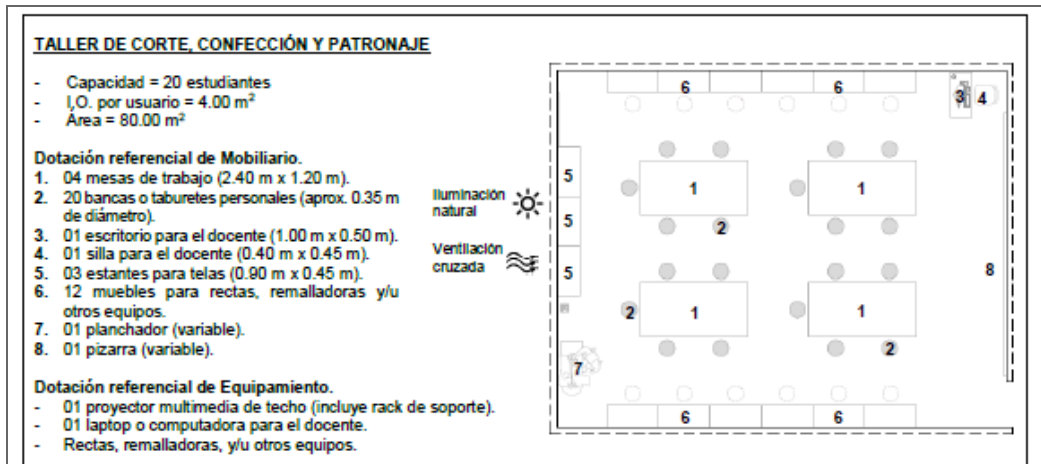 TALLER DE CORTE, CONFECCIÓN Y PATRONAJE
- Capacidad = 20 estudiantes
- I,O. por usuario = 4.00 m²
- Área = 80.00 m²
Dotación referencial de Mobiliario.
1. 04 mesas de trabajo (2.40 m x 1.20 m).
2. 20 bancas o taburetes personales (aprox. 0.35 m
de diámetro).
3. 01 escritorio para el docente (1.00 m x 0.50 m).
4. 01 silla para el docente (0.40 m x 0.45 m).
5. 03 estantes para telas (0.90 m x 0.45 m).
6. 12 muebles para rectas, remalladoras y/u
otros equipos.
7. 01 planchador (variable).
8. 01 pizarra (variable).
Dotación referencial de Equipamiento.
- 01 proyector multimedia de techo (incluye rack de soporte).
- 01 laptop o computadora para el docente.
- Rectas, remalladoras, y/u otros equipos.
Iluminación
natural
Ventilación
cruzada
6 6 3 4
5 1 1
5 2
5 8
2 1 1
7 2
6 6